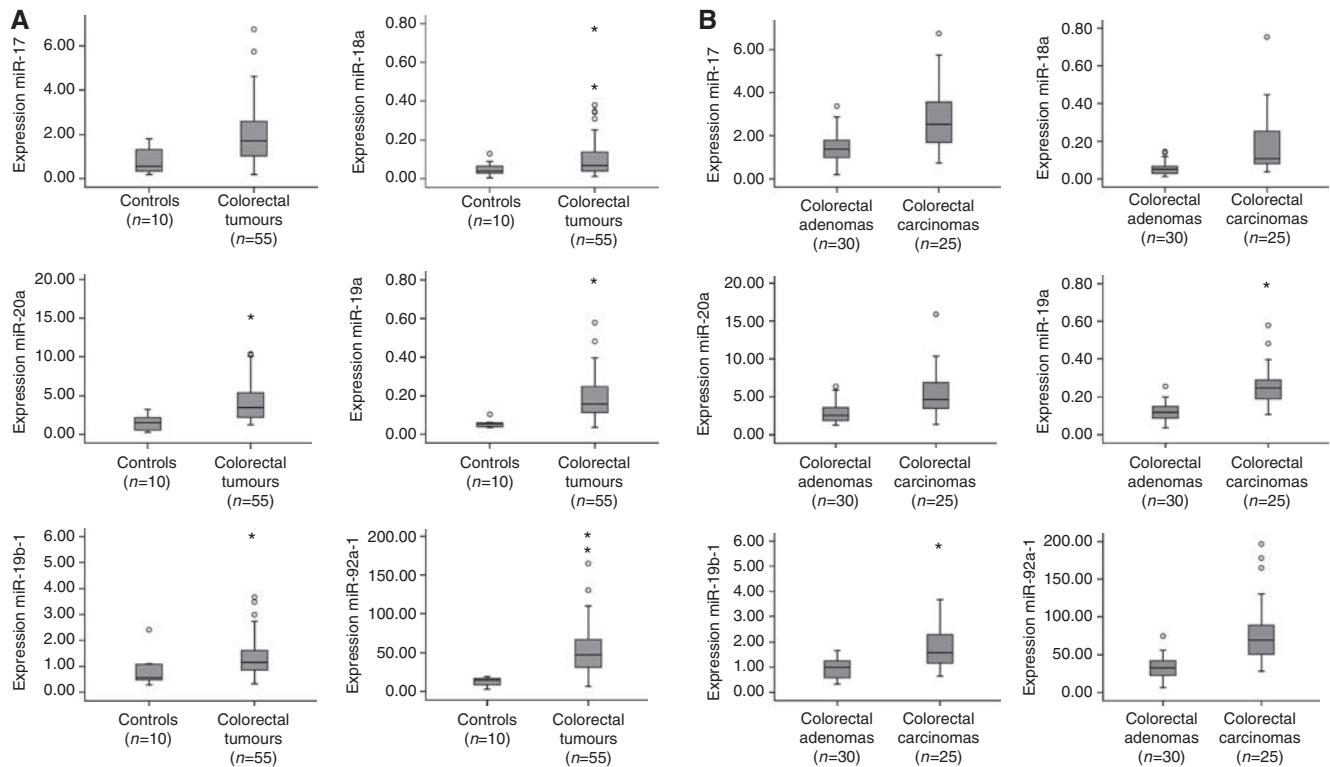 A
Expression miR-17
6.00
4.00
2.00
0.00
Controls
(n=10)
Colorectal
tumours
(n=55)
Expression miR-18a
0.80
0.60
0.40
0.20
0.00
Controls
(n=10)
Colorectal
tumours
(n=55)
Expression miR-20a
20.00
15.00
10.00
5.00
0.00
Controls
(n=10)
Colorectal
tumours
(n=55)
Expression miR-19a
0.80
0.60
0.40
0.20
0.00
Controls
(n=10)
Colorectal
tumours
(n=55)
Expression miR-19b-1
6.00
5.00
4.00
3.00
2.00
1.00
0.00
Controls
(n=10)
Colorectal
tumours
(n=55)
Expression miR-92a-1
200.00
150.00
100.00
50.00
00.00
Controls
(n=10)
Colorectal
tumours
(n=55)
B
Expression miR-17
6.00
4.00
2.00
0.00
Colorectal
adenomas
(n=30)
Colorectal
carcinomas
(n=25)
Expression miR-18a
0.80
0.60
0.40
0.20
0.00
Colorectal
adenomas
(n=30)
Colorectal
carcinomas
(n=25)
Expression miR-20a
20.00
15.00
10.00
5.00
0.00
Colorectal
adenomas
(n=30)
Colorectal
carcinomas
(n=25)
Expression miR-19a
0.80
0.60
0.40
0.20
0.00
Colorectal
adenomas
(n=30)
Colorectal
carcinomas
(n=25)
Expression miR-19b-1
6.00
5.00
4.00
3.00
2.00
1.00
0.00
Colorectal
adenomas
(n=30)
Colorectal
carcinomas
(n=25)
Expression miR-92a-1
200.00
150.00
100.00
50.00
00.00
Colorectal
adenomas
(n=30)
Colorectal
carcinomas
(n=25)